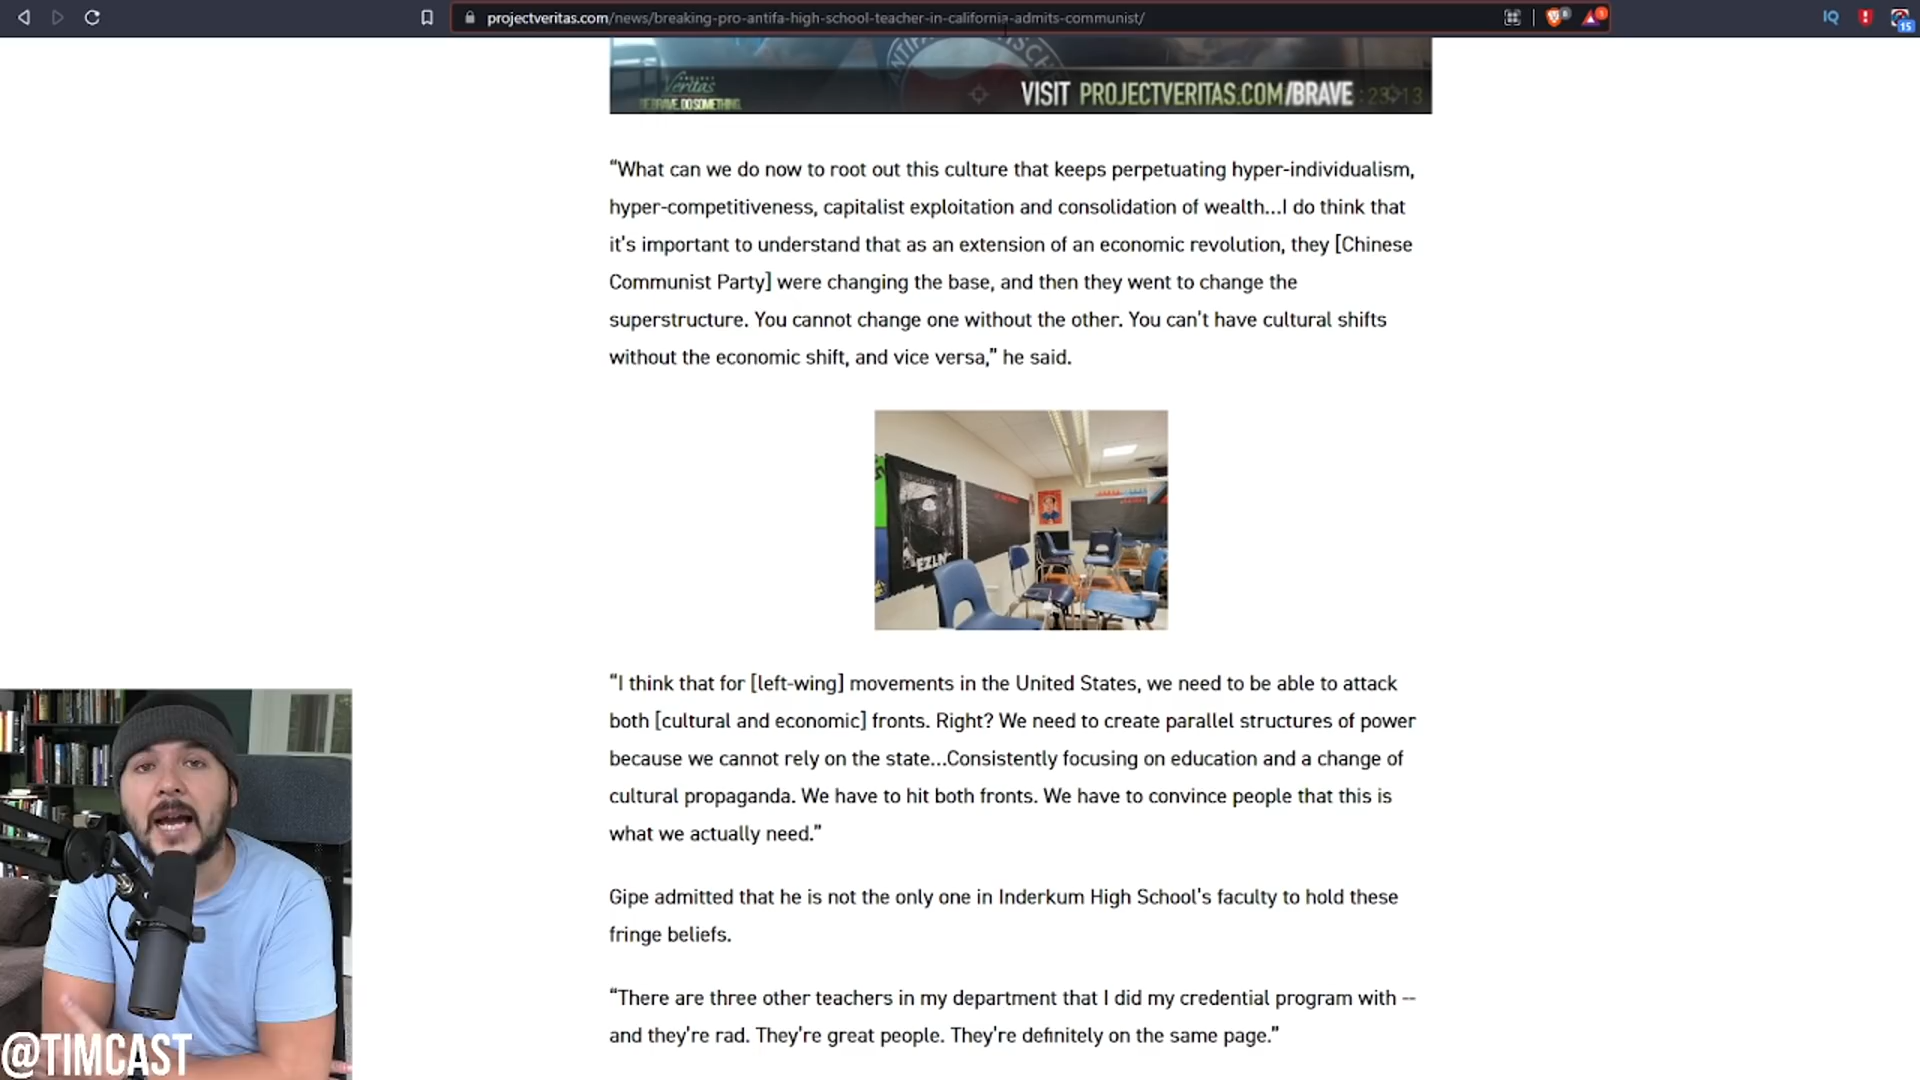 projectveritas.com/news/breaking-pro-antifa-high-school-teacher-in-california-admits-communist/
IQ
15
PROJECT
Veritas
BE BRAVE. DO SOMETHING.
VISIT PROJECTVERITAS.COM/BRAVE
“What can we do now to root out this culture that keeps perpetuating hyper-individualism,
hyper-competitiveness, capitalist exploitation and consolidation of wealth...I do think that
it's important to understand that as an extension of an economic revolution, they [Chinese
Communist Party] were changing the base, and then they went to change the
superstructure. You cannot change one without the other. You can't have cultural shifts
without the economic shift, and vice versa,” he said.
EZLN
“I think that for [left-wing] movements in the United States, we need to be able to attack
both [cultural and economic] fronts. Right? We need to create parallel structures of power
because we cannot rely on the state...Consistently focusing on education and a change of
cultural propaganda. We have to hit both fronts. We have to convince people that this is
what we actually need.”
Gipe admitted that he is not the only one in Inderkum High School's faculty to hold these
fringe beliefs.
“There are three other teachers in my department that I did my credential program with --
and they're rad. They're great people. They're definitely on the same page.”
@TIMCAST